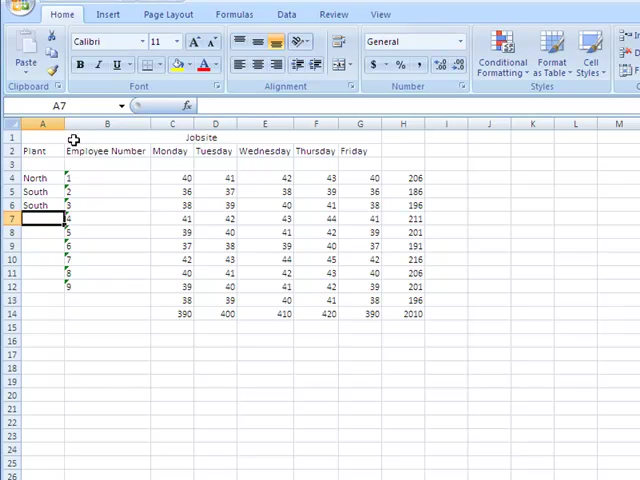 Home Insert Page Layout Formulas Data Review View
Paste Calibri 11 A A General Conditional Formatting Format as Table Cell Styles
B I U A $ % ,
Clipboard Font Alignment Number Styles
A7 fx
A B C D E F G H I J K L M
1 Jobsite
2 Plant Employee Number Monday Tuesday Wednesday Thursday Friday
3
4 North 1 40 41 42 43 40 206
5 South 2 36 37 38 39 36 186
6 South 3 38 39 40 41 38 196
7 4 41 42 43 44 41 211
8 5 39 40 41 42 39 201
9 6 37 38 39 40 37 191
10 7 42 43 44 45 42 216
11 8 40 41 42 43 40 206
12 9 39 40 41 42 39 201
13 38 39 40 41 38 196
14 390 400 410 420 390 2010
15
16
17
18
19
20
21
22
23
24
25
26